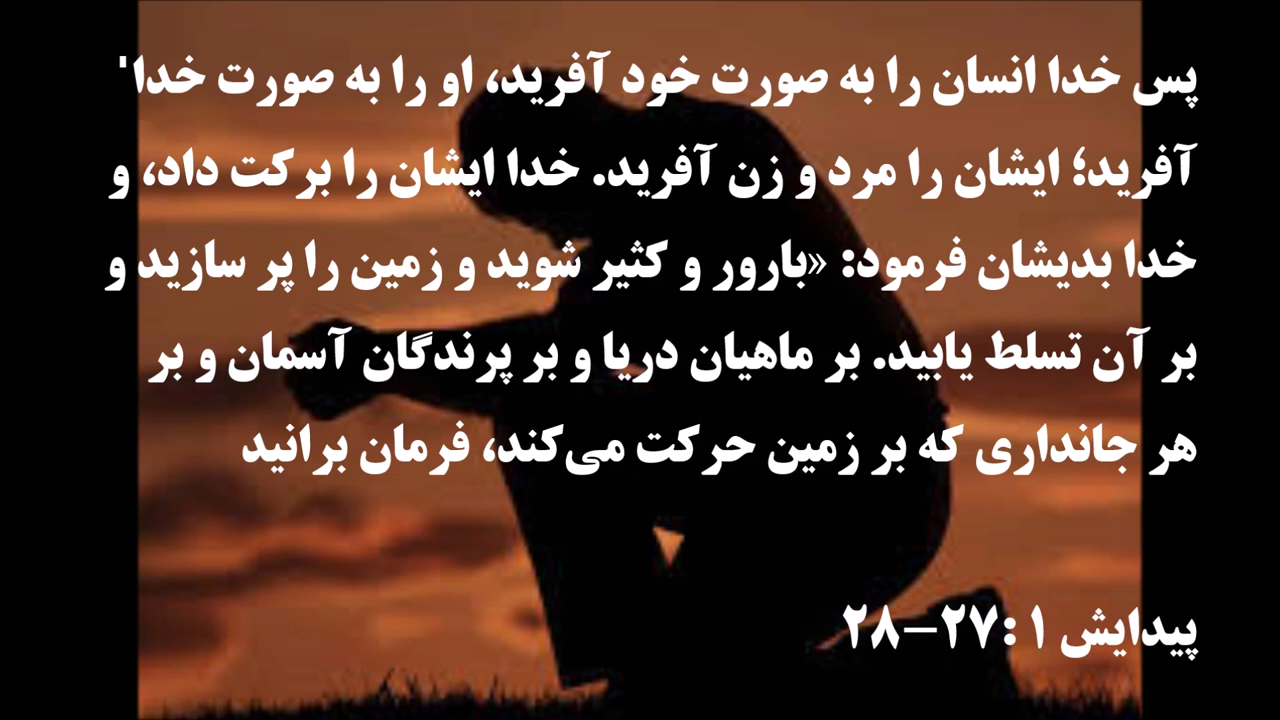 پس خدا انسان را به صورت خود آفرید، او را به صورت خدا'
آفرید؛ ایشان را مرد و زن آفرید. خدا ایشان را برکت داد، و
خدا بدیشان فرمود: «بارور و کثیر شوید و زمین را پر سازید و
بر آن تسلط یابید. بر ماهیان دریا و بر پرندگان آسمان و بر
هر جانداری که بر زمین حرکت می‌کند، فرمان برانید
پیدایش ۱ :۲۷–۲۸